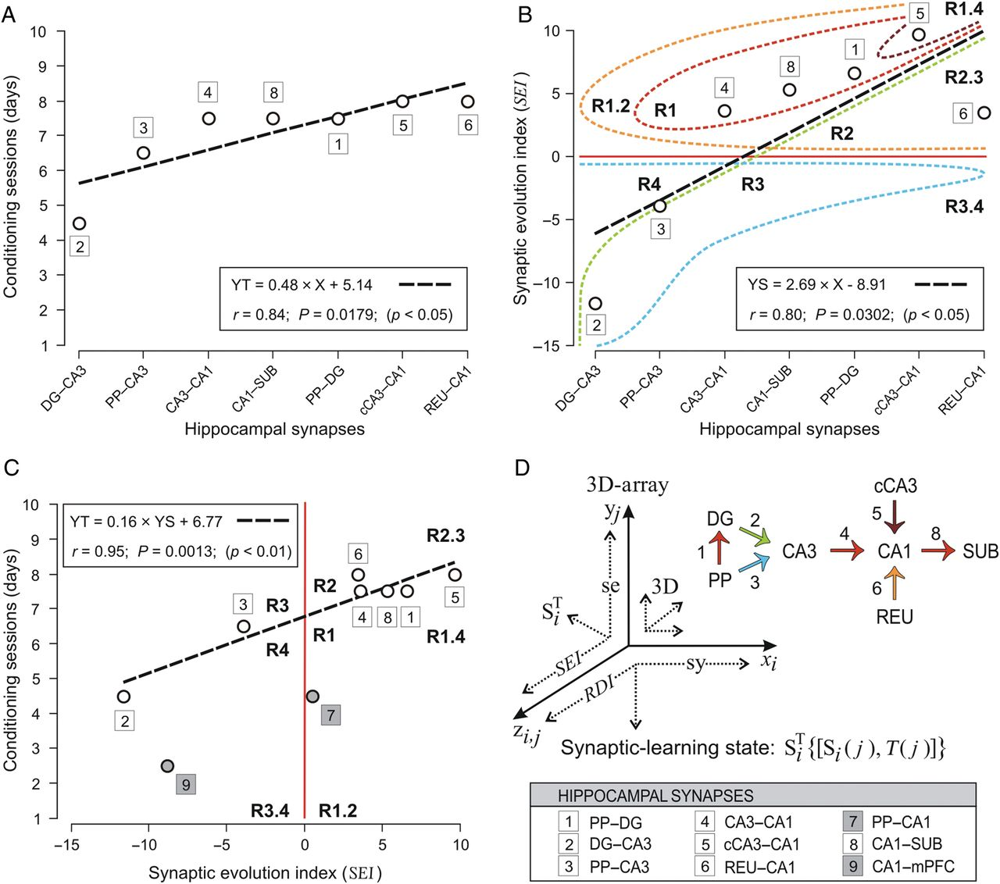 A
Conditioning sessions (days)
10
9
8
7
6
5
4
3
2
1
2
3
4
8
1
5
6
YT = 0.48 × X + 5.14
r = 0.84; P = 0.0179; (p < 0.05)
DG–CA3
PP–CA3
CA3–CA1
CA1–SUB
PP–DG
cCA3–CA1
REU–CA1
Hippocampal synapses
B
Synaptic evolution index (SEI)
10
5
0
−5
−10
−15
R1.4
5
1
8
4
R1.2
R1
R2.3
6
R2
R4
R3
R3.4
3
2
YS = 2.69 × X - 8.91
r = 0.80; P = 0.0302; (p < 0.05)
DG–CA3
PP–CA3
CA3–CA1
CA1–SUB
PP–DG
cCA3–CA1
REU–CA1
Hippocampal synapses
C
Conditioning sessions (days)
10
9
8
7
6
5
4
3
2
1
YT = 0.16 × YS + 6.77
r = 0.95; P = 0.0013; (p < 0.01)
R2.3
6
R2
3
R3
5
4
8
1
R1
R1.4
R4
2
7
9
R3.4
R1.2
−15
−10
−5
0
5
10
Synaptic evolution index (SEI)
D
3D-array
yj
se
SiT
3D
SEI
RDI
sy
xi
zi,j
cCA3
5
DG
2
4
8
1
CA3
CA1
SUB
PP
3
6
REU
Synaptic-learning state: SiT{[Si(j), T(j)]}
HIPPOCAMPAL SYNAPSES
1 PP–DG
4 CA3–CA1
7 PP–CA1
2 DG–CA3
5 cCA3–CA1
8 CA1–SUB
3 PP–CA3
6 REU–CA1
9 CA1–mPFC